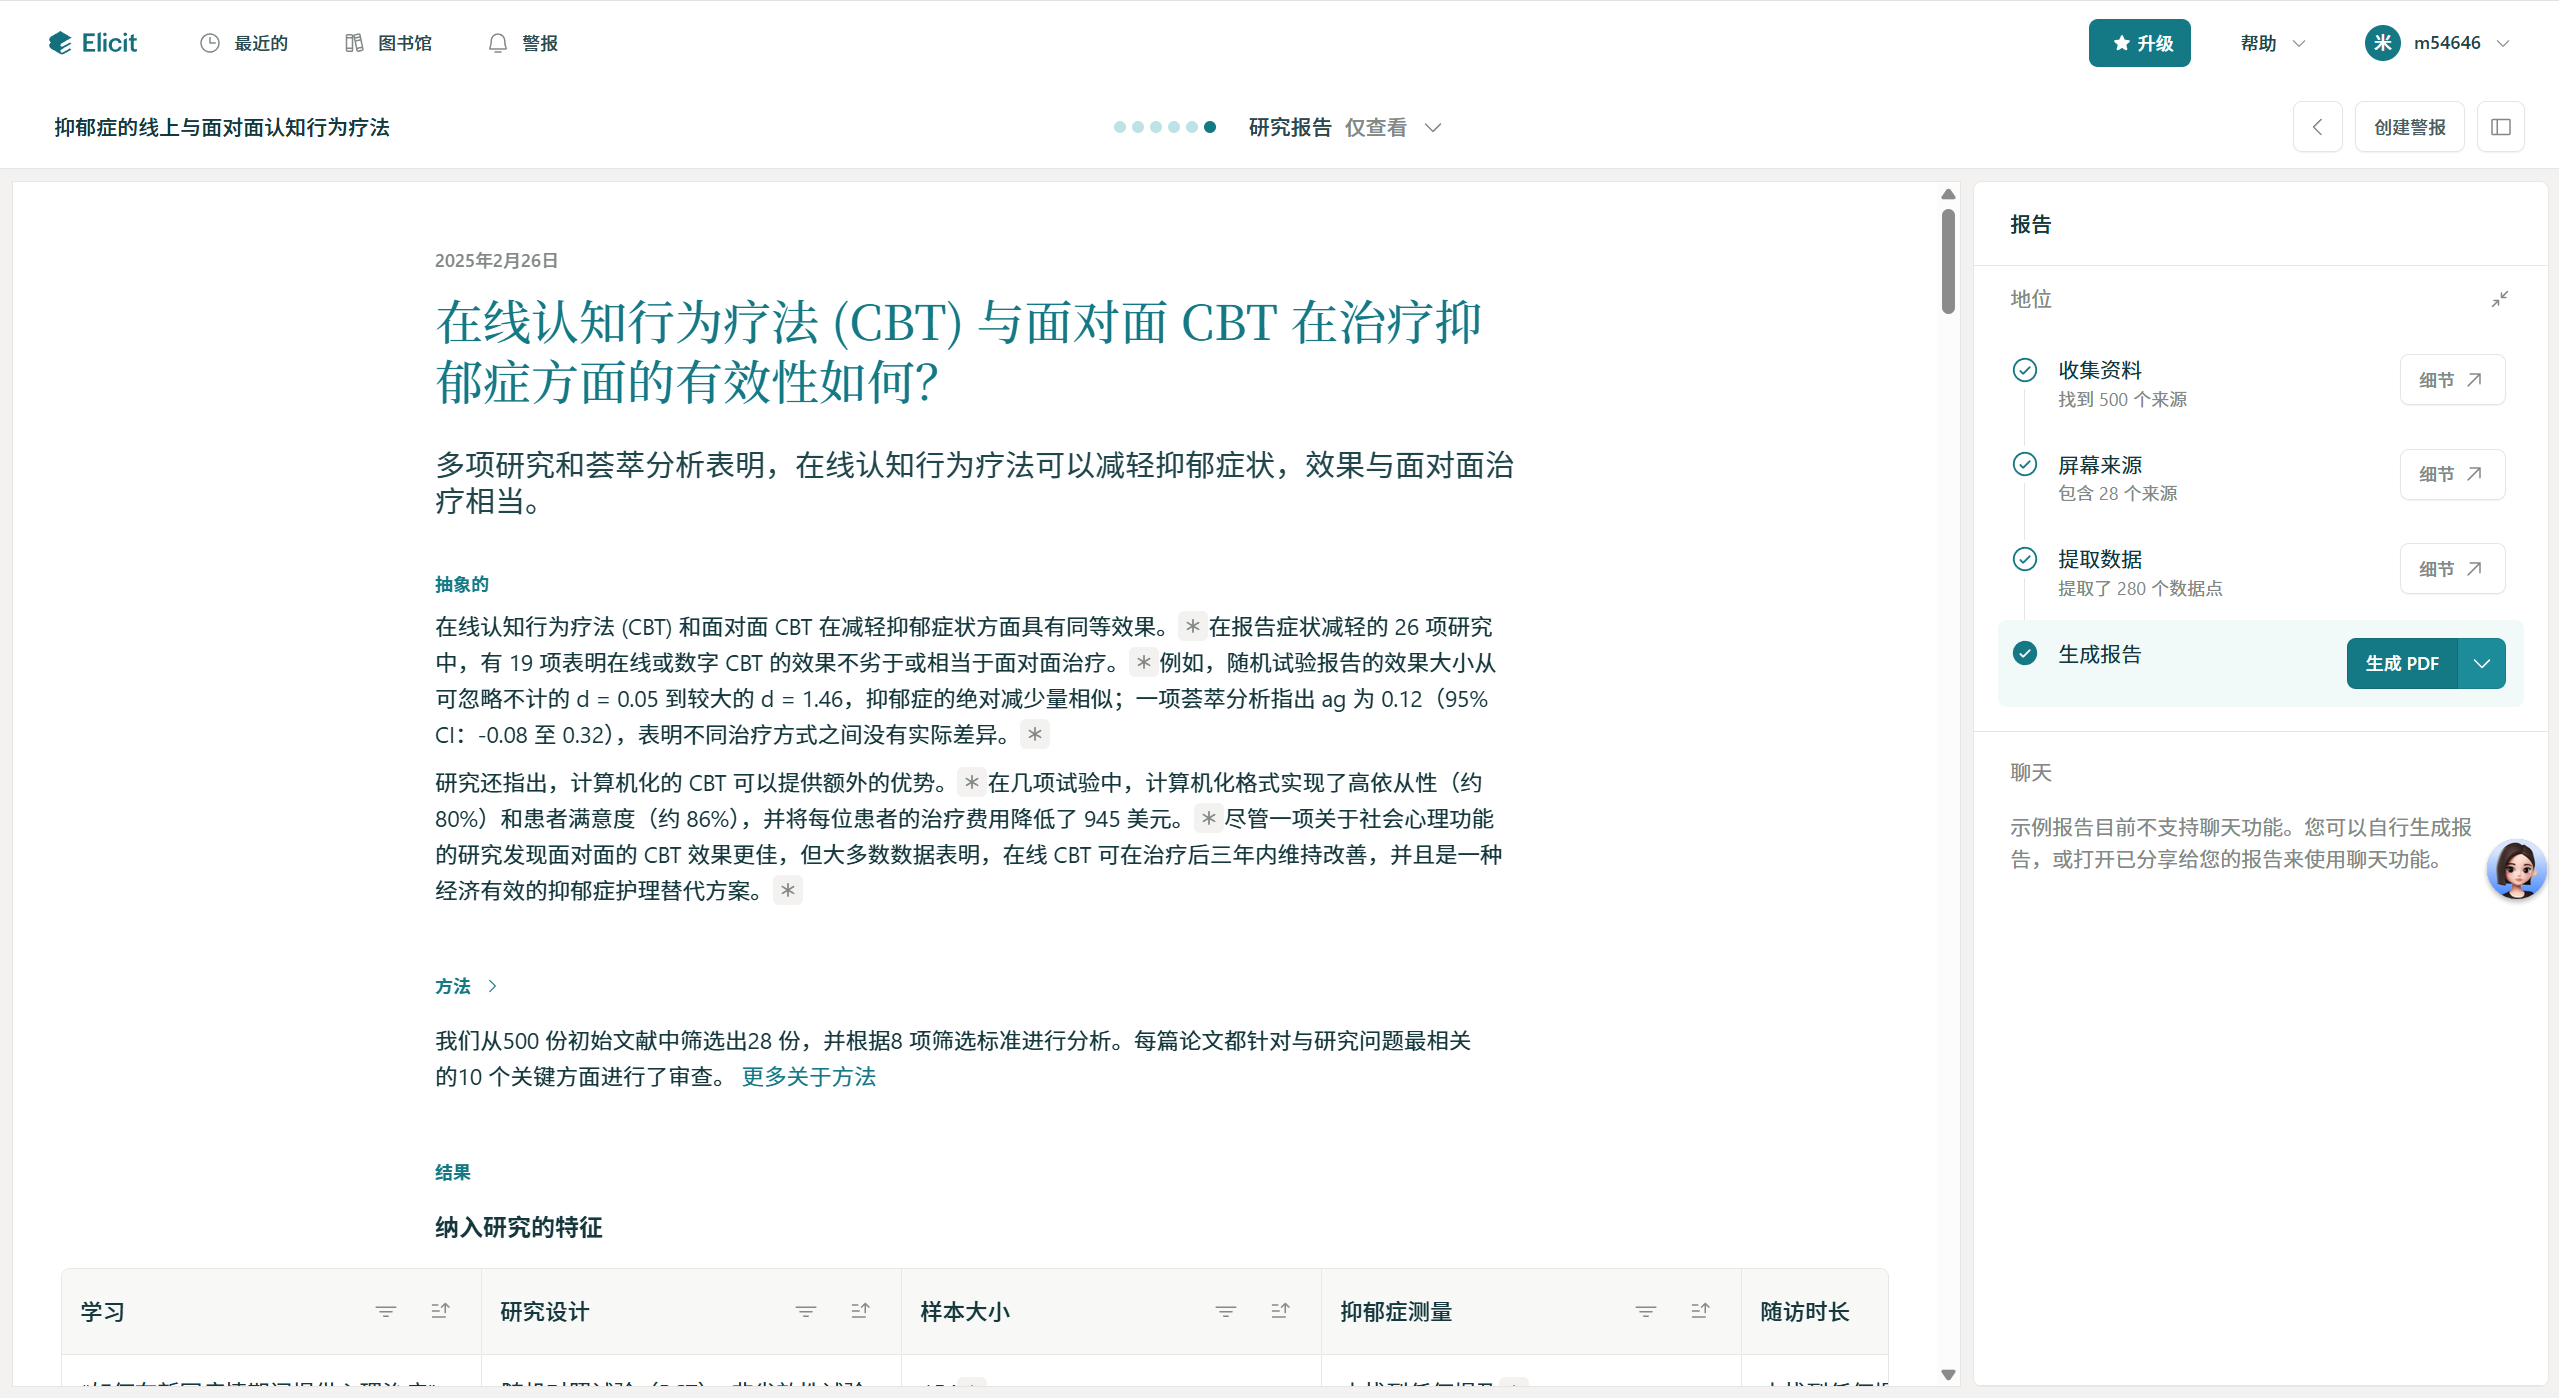 Elicit
最近的
图书馆
警报
升级
帮助
米
m54646
抑郁症的线上与面对面认知行为疗法
研究报告 仅查看
创建警报
2025年2月26日
在线认知行为疗法 (CBT) 与面对面 CBT 在治疗抑
郁症方面的有效性如何？
多项研究和荟萃分析表明，在线认知行为疗法可以减轻抑郁症状，效果与面对面治
疗相当。
抽象的
在线认知行为疗法 (CBT) 和面对面 CBT 在减轻抑郁症状方面具有同等效果。 * 在报告症状减轻的 26 项研究
中，有 19 项表明在线或数字 CBT 的效果不劣于或相当于面对面治疗。 * 例如，随机试验报告的效果大小从
可忽略不计的 d = 0.05 到较大的 d = 1.46，抑郁症的绝对减少量相似；一项荟萃分析指出 ag 为 0.12（95%
CI：-0.08 至 0.32），表明不同治疗方式之间没有实际差异。 *
研究还指出，计算机化的 CBT 可以提供额外的优势。 * 在几项试验中，计算机化格式实现了高依从性（约
80%）和患者满意度（约 86%），并将每位患者的治疗费用降低了 945 美元。 * 尽管一项关于社会心理功能
的研究发现面对面的 CBT 效果更佳，但大多数数据表明，在线 CBT 可在治疗后三年内维持改善，并且是一种
经济有效的抑郁症护理替代方案。 *
方法
我们从500 份初始文献中筛选出28 份，并根据8 项筛选标准进行分析。每篇论文都针对与研究问题最相关
的10 个关键方面进行了审查。 更多关于方法
结果
纳入研究的特征
学习
研究设计
样本大小
抑郁症测量
随访时长
报告
地位
收集资料
找到 500 个来源
细节
屏幕来源
包含 28 个来源
细节
提取数据
提取了 280 个数据点
细节
生成报告
生成 PDF
聊天
示例报告目前不支持聊天功能。您可以自行生成报
告，或打开已分享给您的报告来使用聊天功能。